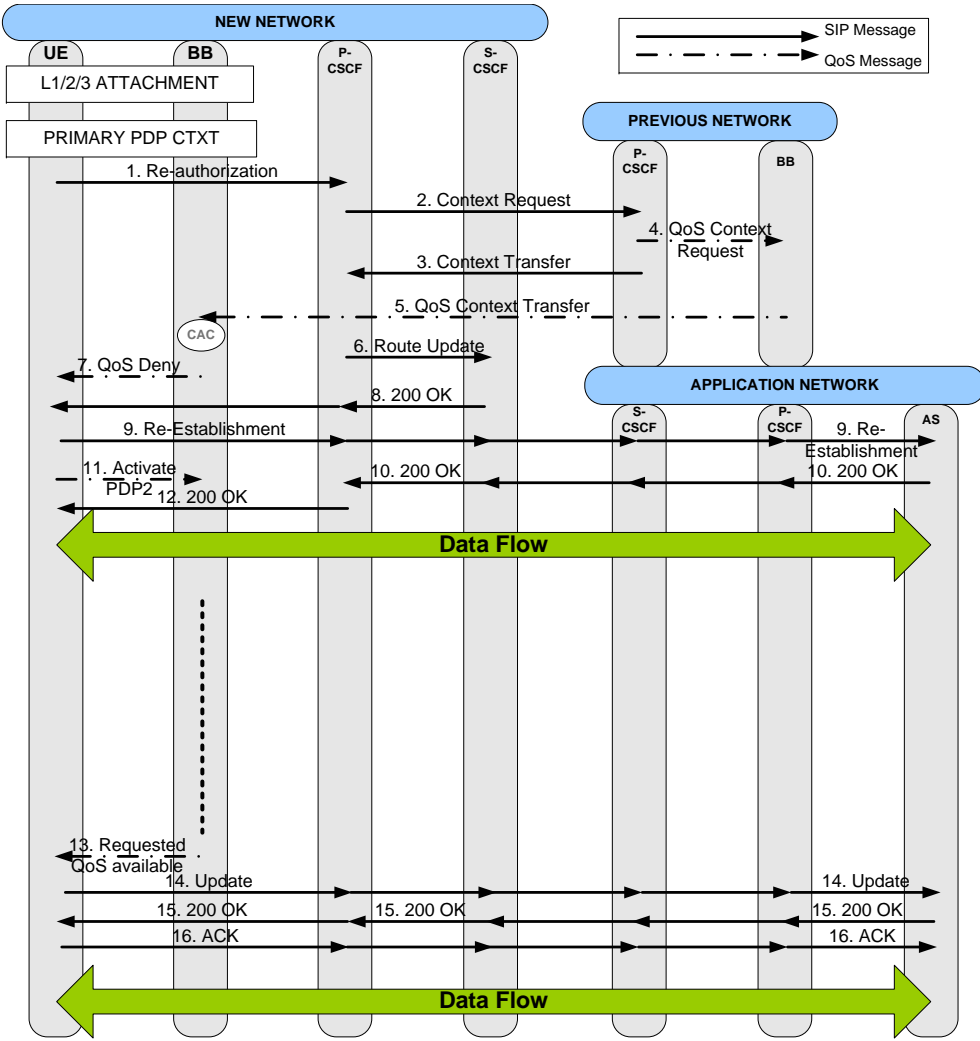 NEW NETWORK
SIP Message
QoS Message
UE
BB
P-
CSCF
S-
CSCF
L1/2/3 ATTACHMENT
PREVIOUS NETWORK
PRIMARY PDP CTXT
P-
CSCF
BB
1. Re-authorization
2. Context Request
4. QoS Context
Request
3. Context Transfer
5. QoS Context Transfer
CAC
6. Route Update
7. QoS Deny
APPLICATION NETWORK
8. 200 OK
S-
CSCF
P-
CSCF
AS
9. Re-Establishment
9. Re-
Establishment
11. Activate
PDP2
10. 200 OK
10. 200 OK
12. 200 OK
Data Flow
13. Requested
QoS available
14. Update
14. Update
15. 200 OK
15. 200 OK
15. 200 OK
16. ACK
16. ACK
Data Flow